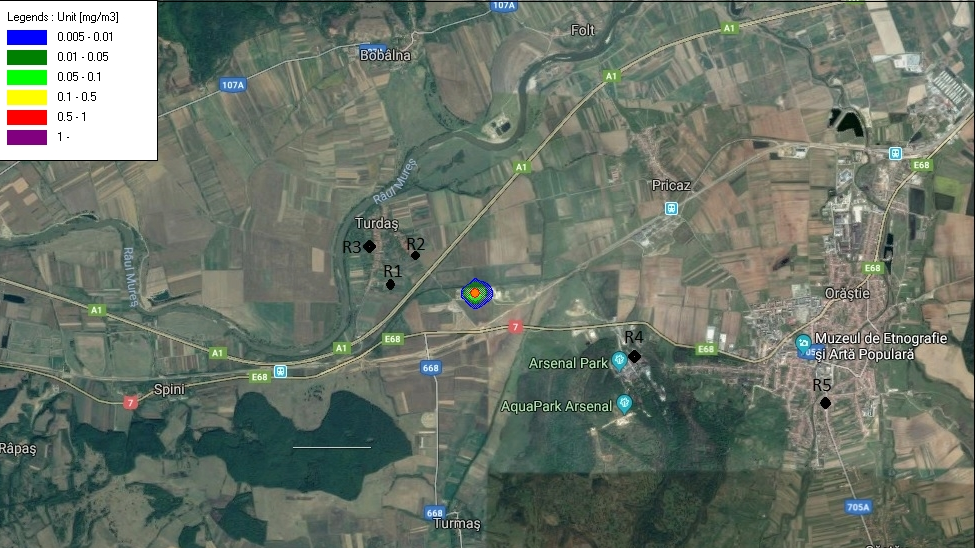 Legends : Unit [mg/m3]
0.005 - 0.01
0.01 - 0.05
0.05 - 0.1
0.1 - 0.5
0.5 - 1
1 -
107A
Folt
A1
Bobâlna
107A
A1
A1
E68
Râul Mureș
Pricaz
Turdaș
R3
R2
R1
Râul Mureș
E68
Orăștie
A1
7
A1
A1
E68
R4
E68
Muzeul de Etnografie
și Artă Populară
Arsenal Park
668
E68
Spini
7
AquaPark Arsenal
R5
Râpaș
668
Turmaș
705A